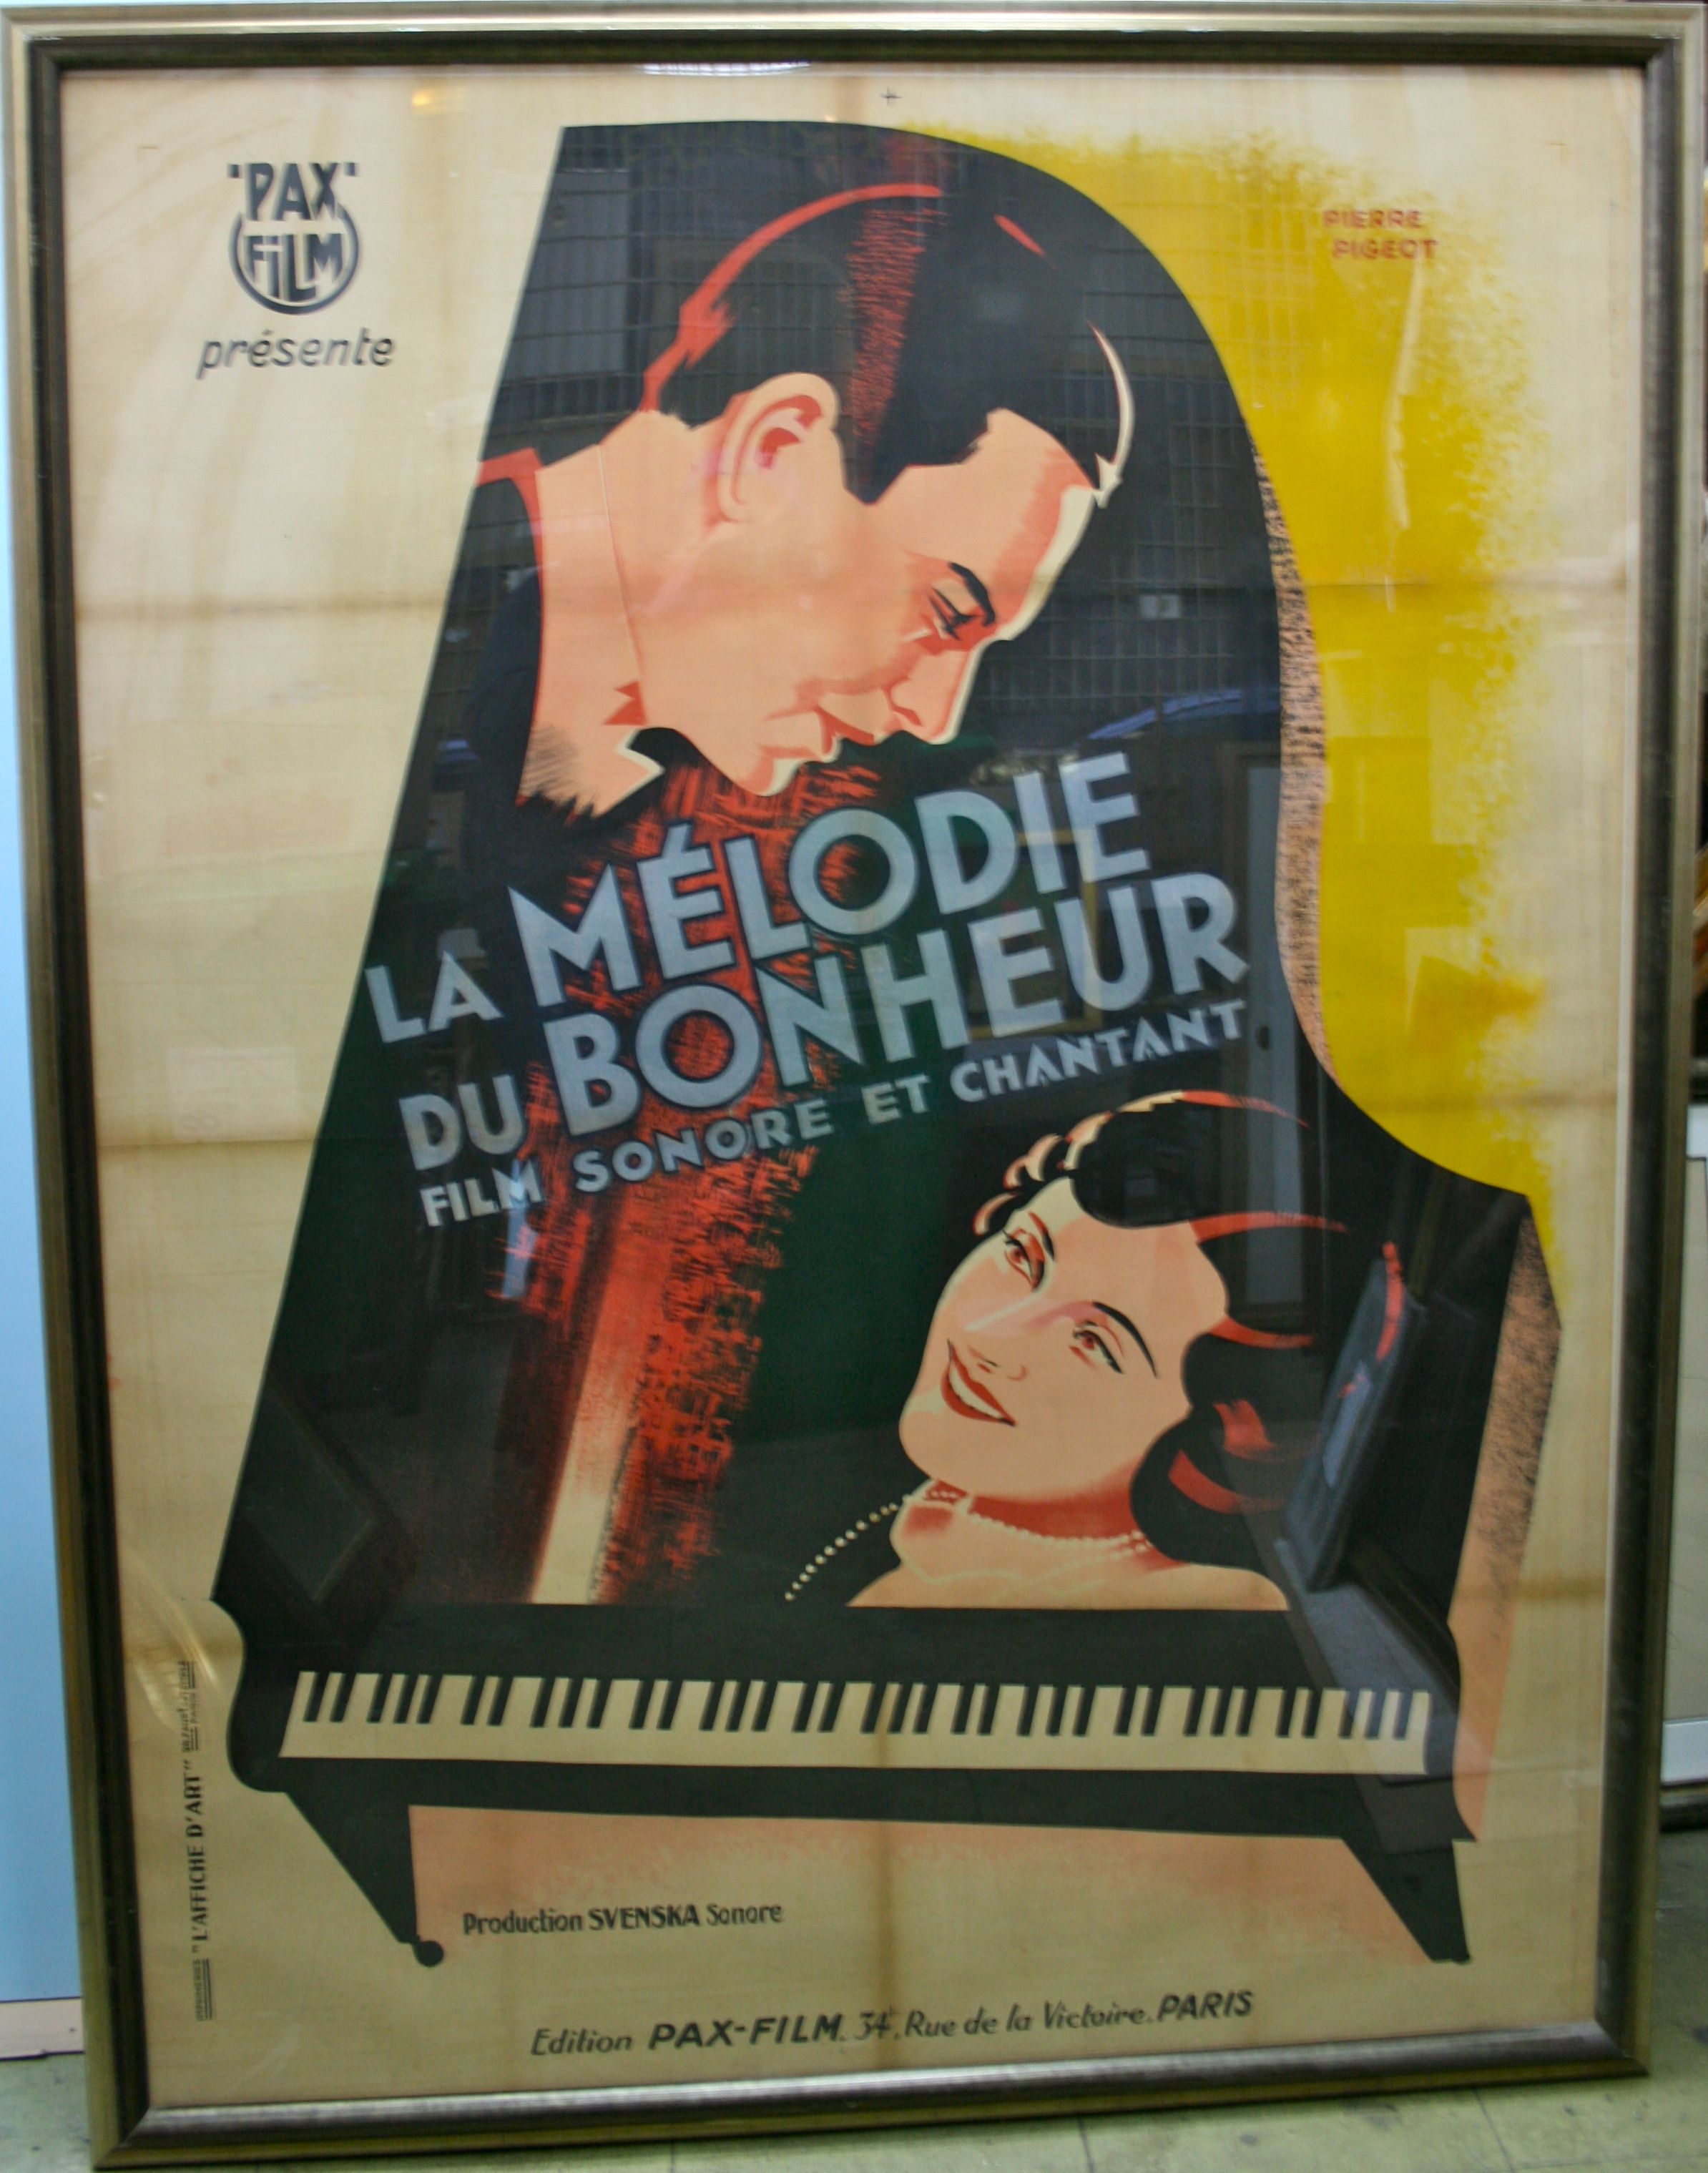 "PAX"
FiLM
présente
PIERRE
PIGEOT
LA MÉLODIE
DU BONHEUR
FILM SONORE ET CHANTANT
Production SVENSKA Sonore
Edition PAX-FILM. 34, Rue de la Victoire. PARIS
"L'AFFICHE D'ART"